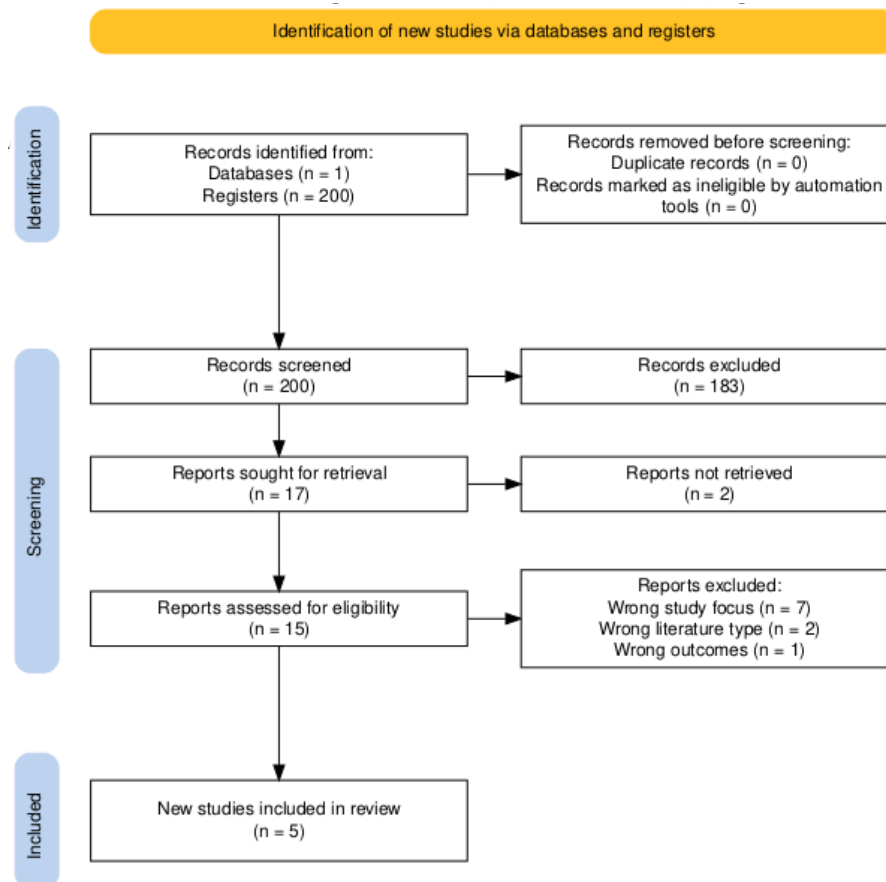 Identification of new studies via databases and registers
Identification
Records identified from:
Databases (n = 1)
Registers (n = 200)
Records removed before screening:
Duplicate records (n = 0)
Records marked as ineligible by automation
tools (n = 0)
Screening
Records screened
(n = 200)
Records excluded
(n = 183)
Reports sought for retrieval
(n = 17)
Reports not retrieved
(n = 2)
Reports assessed for eligibility
(n = 15)
Reports excluded:
Wrong study focus (n = 7)
Wrong literature type (n = 2)
Wrong outcomes (n = 1)
Included
New studies included in review
(n = 5)